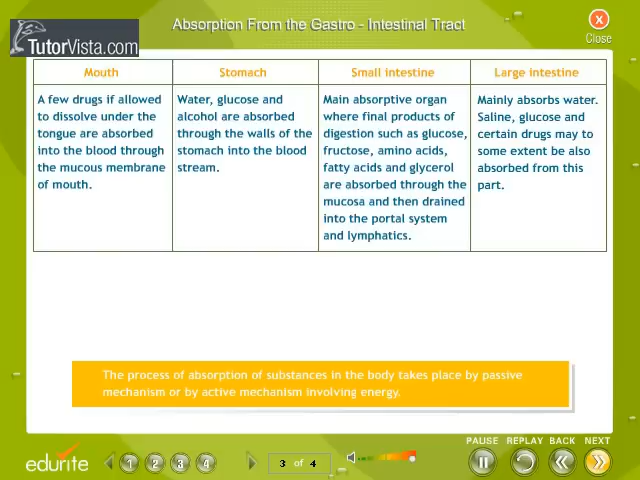 Absorption From the Gastro - Intestinal Tract
X
Close
TutorVista.com
Mouth
Stomach
Small intestine
Large intestine
A few drugs if allowed
to dissolve under the
tongue are absorbed
into the blood through
the mucous membrane
of mouth.
Water, glucose and
alcohol are absorbed
through the walls of the
stomach into the blood
stream.
Main absorptive organ
where final products of
digestion such as glucose,
fructose, amino acids,
fatty acids and glycerol
are absorbed through the
mucosa and then drained
into the portal system
and lymphatics.
Mainly absorbs water.
Saline, glucose and
certain drugs may to
some extent be also
absorbed from this
part.
The process of absorption of substances in the body takes place by passive
mechanism or by active mechanism involving energy.
PAUSE REPLAY BACK NEXT
edurite
1 2 3 4
3 of 4